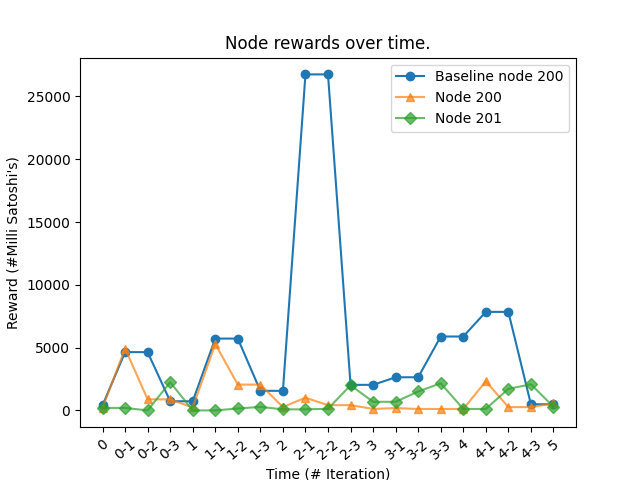 Node rewards over time.
Baseline node 200
Node 200
Node 201
Reward (#Milli Satoshi's)
25000
20000
15000
10000
5000
0
0 0-1 0-2 0-3 1 1-1 1-2 1-3 2 2-1 2-2 2-3 3 3-1 3-2 3-3 4 4-1 4-2 4-3 5
Time (# Iteration)